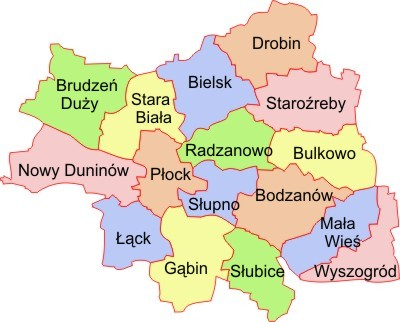 Drobin
Bielsk
Brudzeń
Duży
Stara
Biała
Staroźreby
Radzanowo
Bulkowo
Nowy Duninów
Płock
Słupno
Bodzanów
Mała
Wieś
Łąck
Gąbin
Słubice
Wyszogród